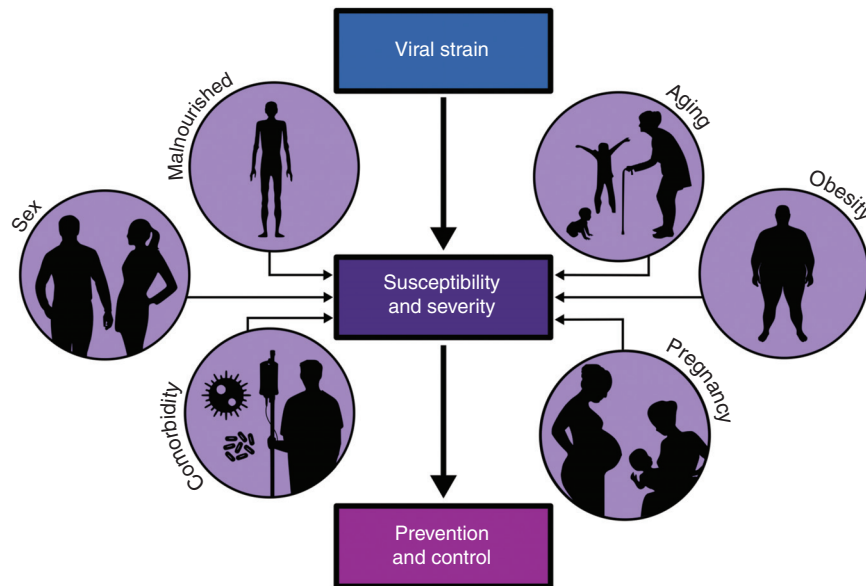 Viral strain
Malnourished
Aging
Sex
Obesity
Susceptibility
and severity
Comorbidity
Pregnancy
Prevention
and control